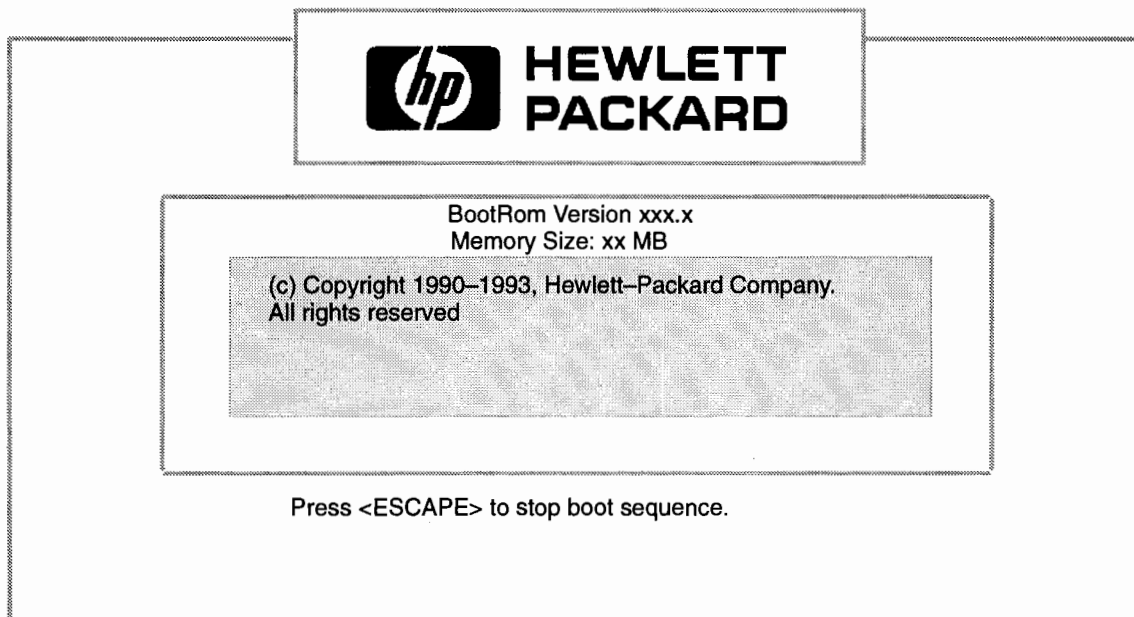 hp HEWLETT
PACKARD
BootRom Version xxx.x
Memory Size: xx MB
(c) Copyright 1990–1993, Hewlett–Packard Company.
All rights reserved
Press <ESCAPE> to stop boot sequence.